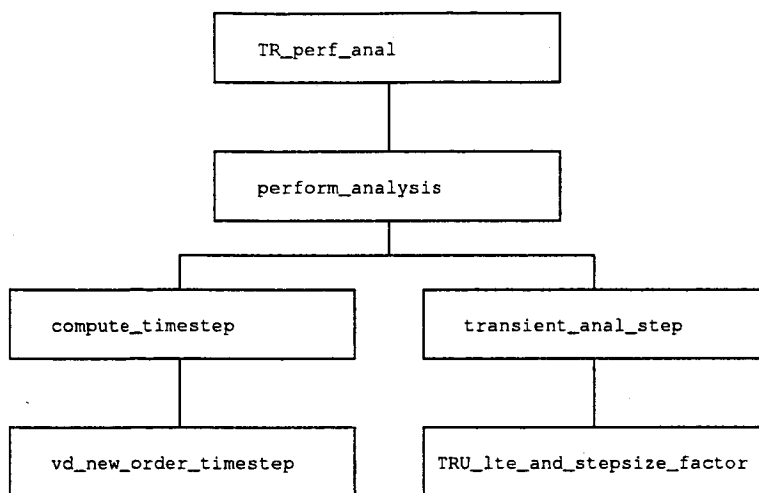 TR_perf_anal
perform_analysis
compute_timestep
transient_anal_step
vd_new_order_timestep
TRU_lte_and_stepsize_factor